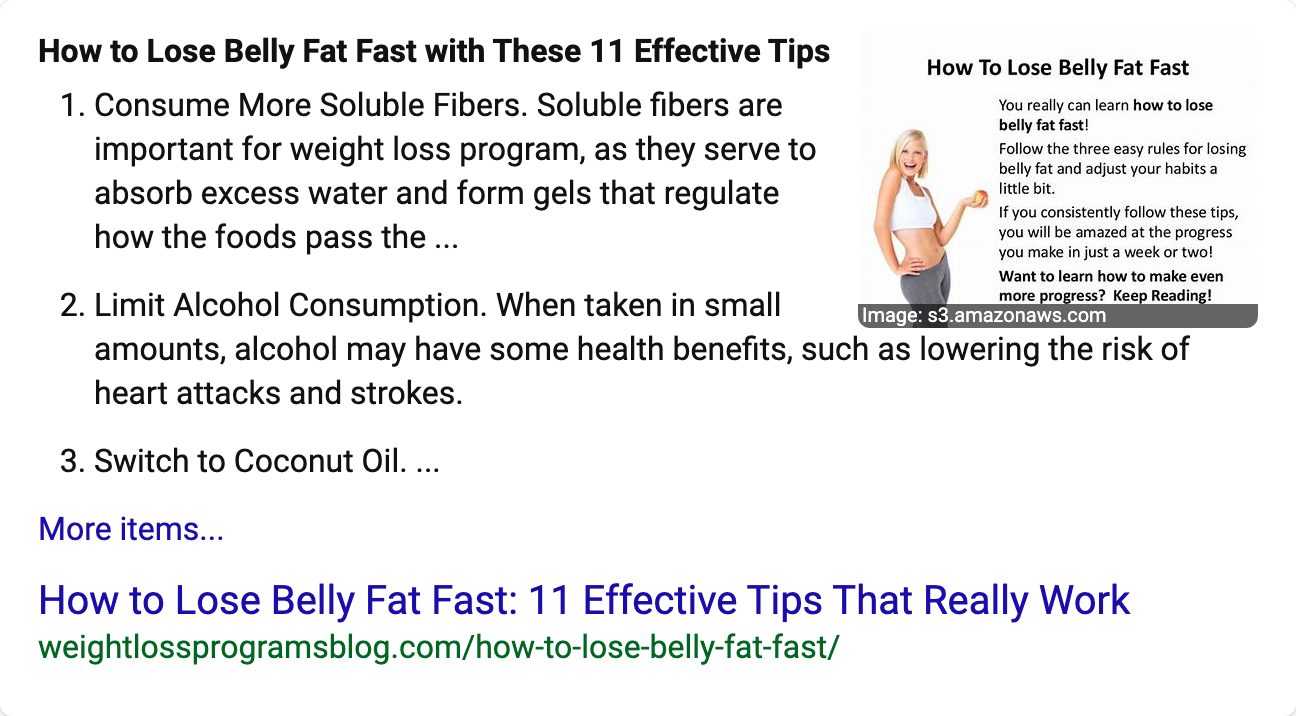 How to Lose Belly Fat Fast with These 11 Effective Tips
1. Consume More Soluble Fibers. Soluble fibers are
important for weight loss program, as they serve to
absorb excess water and form gels that regulate
how the foods pass the ...
2. Limit Alcohol Consumption. When taken in small
amounts, alcohol may have some health benefits, such as lowering the risk of
heart attacks and strokes.
3. Switch to Coconut Oil. ...
More items...
How To Lose Belly Fat Fast
You really can learn how to lose
belly fat fast!
Follow the three easy rules for losing
belly fat and adjust your habits a
little bit.
If you consistently follow these tips,
you will be amazed at the progress
you make in just a week or two!
Want to learn how to make even
more progress? Keep Reading!
Image: s3.amazonaws.com
How to Lose Belly Fat Fast: 11 Effective Tips That Really Work
weightlossprogramsblog.com/how-to-lose-belly-fat-fast/